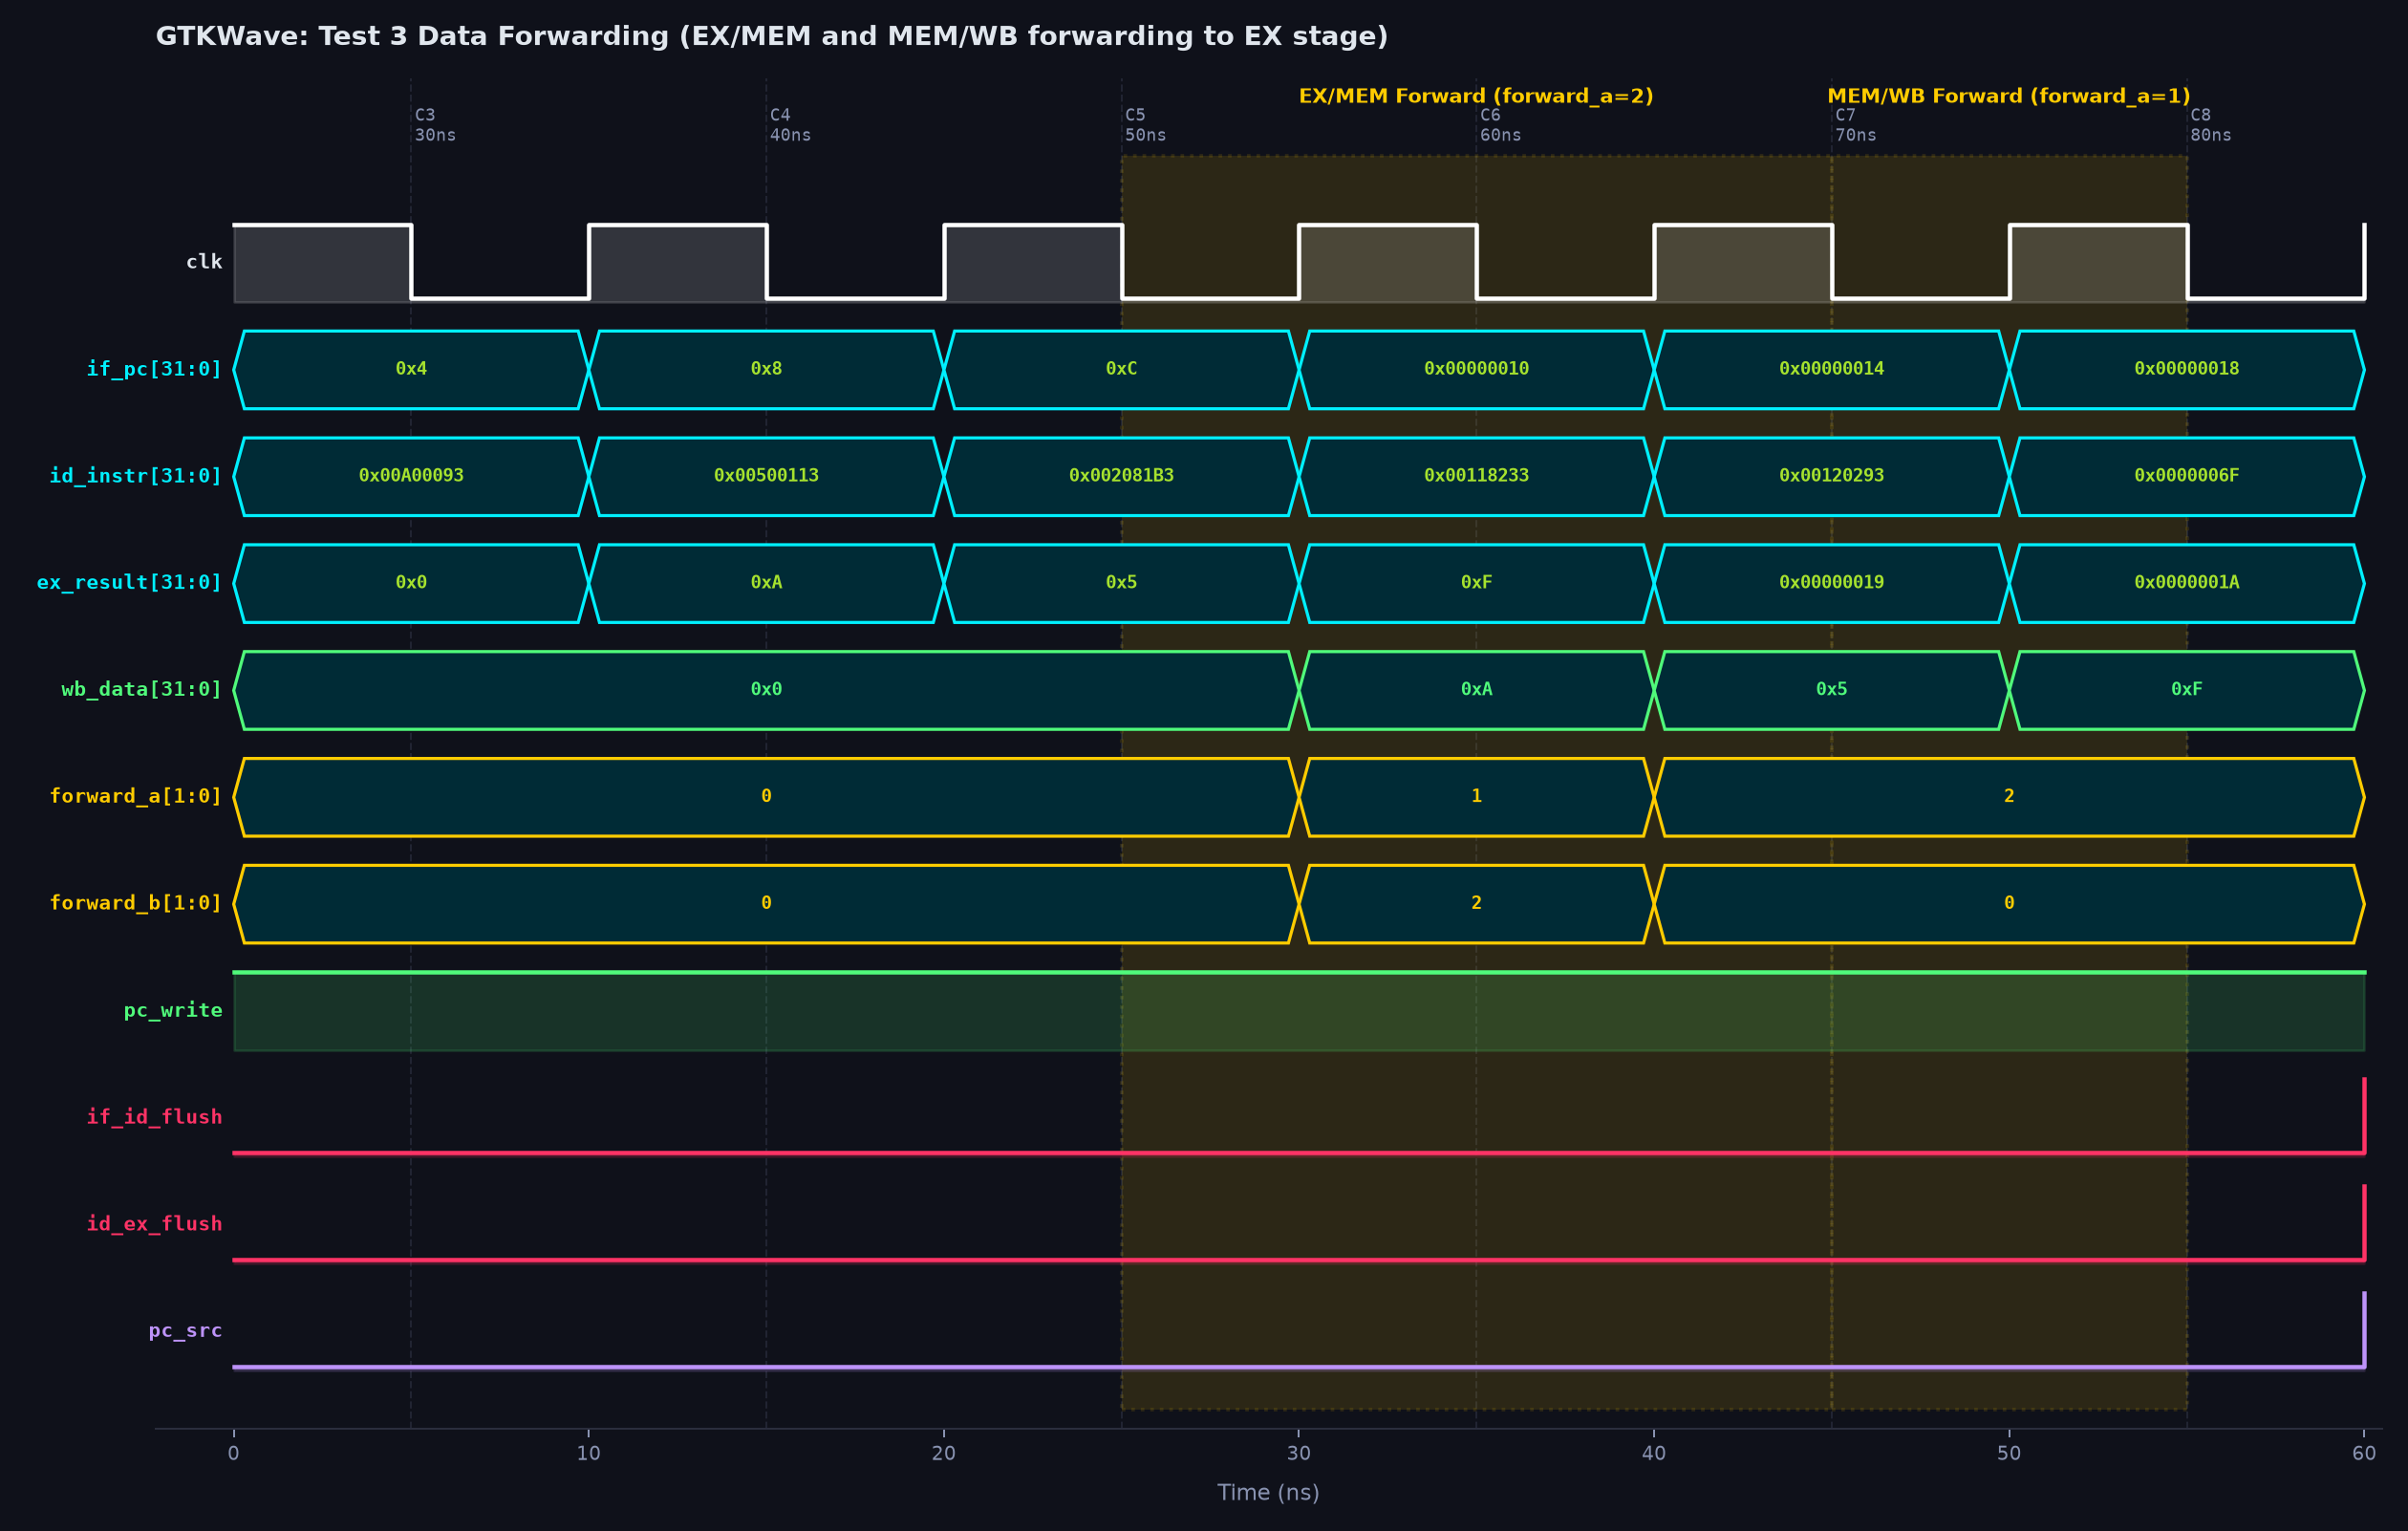 GTKWave: Test 3 Data Forwarding (EX/MEM and MEM/WB forwarding to EX stage)
EX/MEM Forward (forward_a=2)
MEM/WB Forward (forward_a=1)
C3
30ns
C4
40ns
C5
50ns
C6
60ns
C7
70ns
C8
80ns
clk
if_pc[31:0] 0x4 0x8 0xC 0x00000010 0x00000014 0x00000018
id_instr[31:0] 0x00A00093 0x00500113 0x002081B3 0x00118233 0x00120293 0x0000006F
ex_result[31:0] 0x0 0xA 0x5 0xF 0x00000019 0x0000001A
wb_data[31:0] 0x0 0xA 0x5 0xF
forward_a[1:0] 0 1 2
forward_b[1:0] 0 2 0
pc_write
if_id_flush
id_ex_flush
pc_src
0 10 20 30 40 50 60
Time (ns)